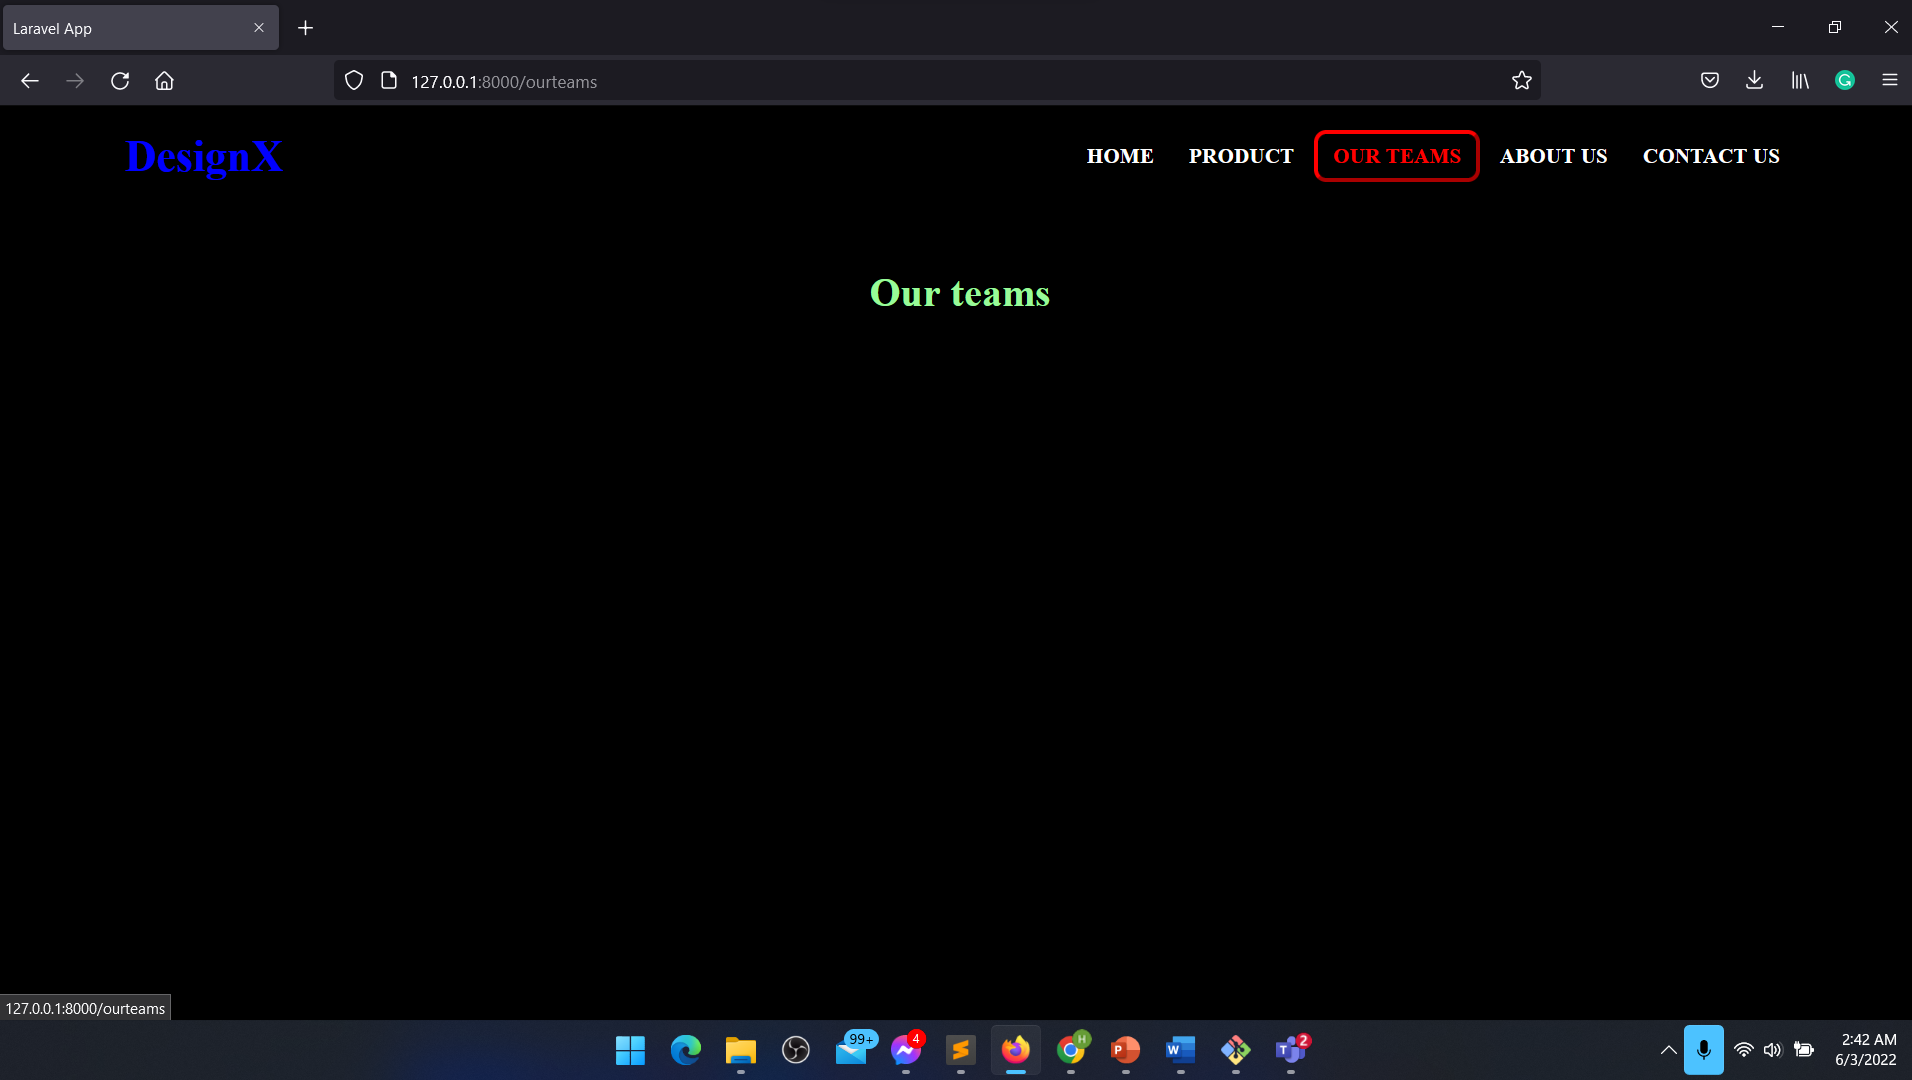 Laravel App
127.0.0.1:8000/ourteams
DesignX
HOME PRODUCT OUR TEAMS ABOUT US CONTACT US
Our teams
127.0.0.1:8000/ourteams
99+ 4 H P W T 2
2:42 AM
6/3/2022